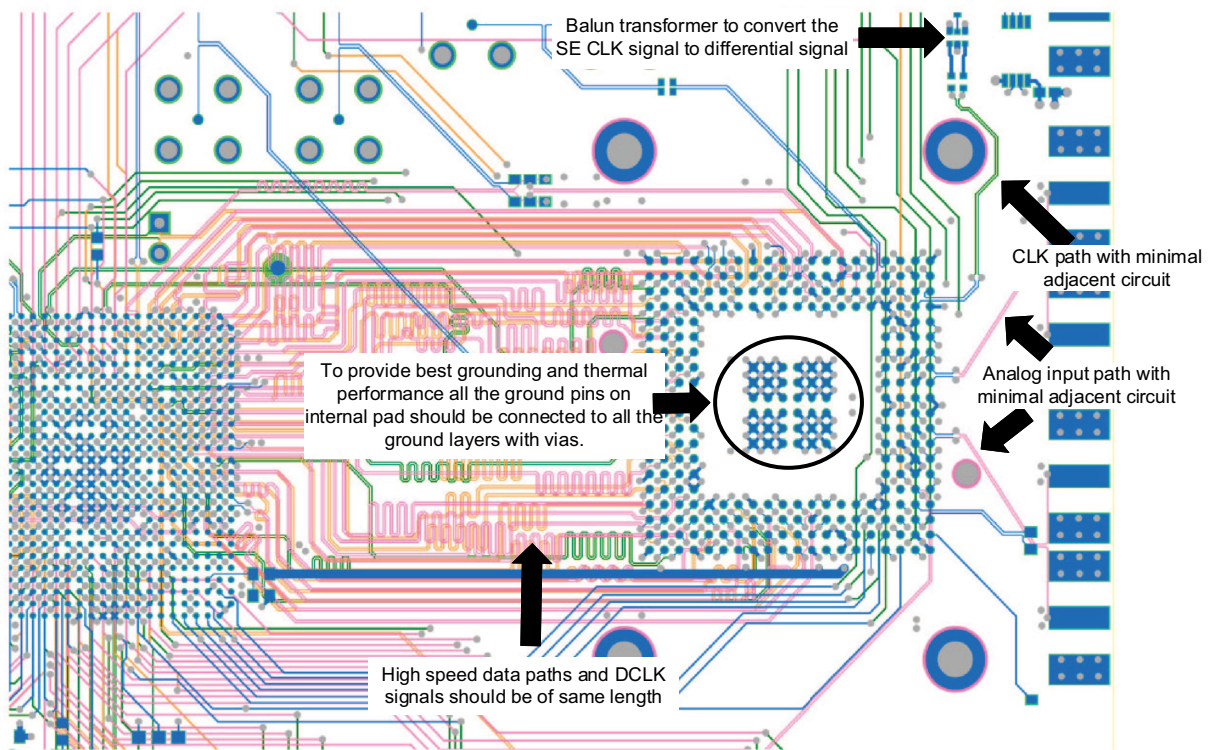 Balun transformer to convert the
SE CLK signal to differential signal
CLK path with minimal
adjacent circuit
To provide best grounding and thermal
performance all the ground pins on
internal pad should be connected to all the
ground layers with vias.
Analog input path with
minimal adjacent circuit
High speed data paths and DCLK
signals should be of same length